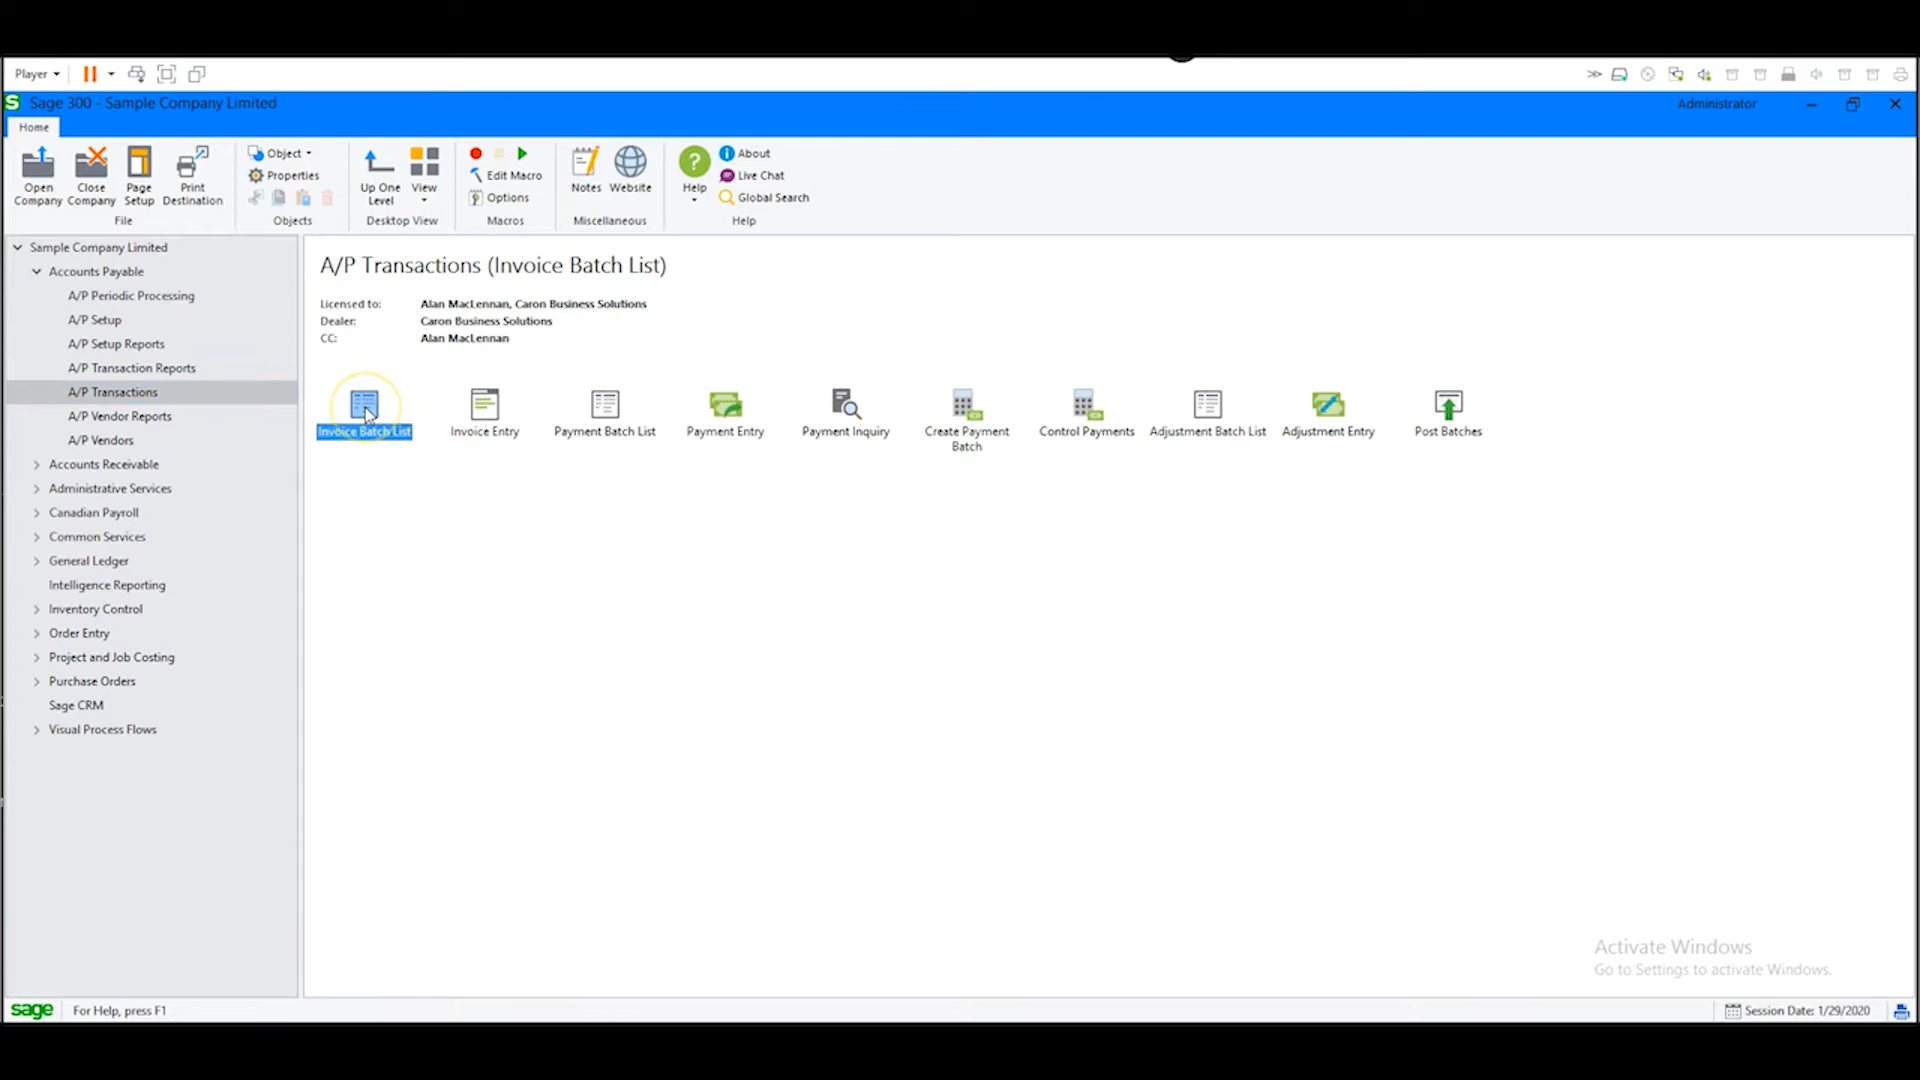 Player
Sage 300 - Sample Company Limited
Administrator
Home
Open Company
Close Company
Page Setup
Print Destination
File
Object
Properties
Objects
Up One Level
View
Desktop View
Edit Macro
Options
Macros
Notes
Website
Miscellaneous
Help
About
Live Chat
Global Search
Help
Sample Company Limited
Accounts Payable
A/P Periodic Processing
A/P Setup
A/P Setup Reports
A/P Transaction Reports
A/P Transactions
A/P Vendor Reports
A/P Vendors
Accounts Receivable
Administrative Services
Canadian Payroll
Common Services
General Ledger
Intelligence Reporting
Inventory Control
Order Entry
Project and Job Costing
Purchase Orders
Sage CRM
Visual Process Flows
A/P Transactions (Invoice Batch List)
Licensed to: Alan MacLennan, Caron Business Solutions
Dealer: Caron Business Solutions
CC: Alan MacLennan
Invoice Batch List
Invoice Entry
Payment Batch List
Payment Entry
Payment Inquiry
Create Payment Batch
Control Payments
Adjustment Batch List
Adjustment Entry
Post Batches
Activate Windows
Go to Settings to activate Windows.
sage
For Help, press F1
Session Date: 1/29/2020